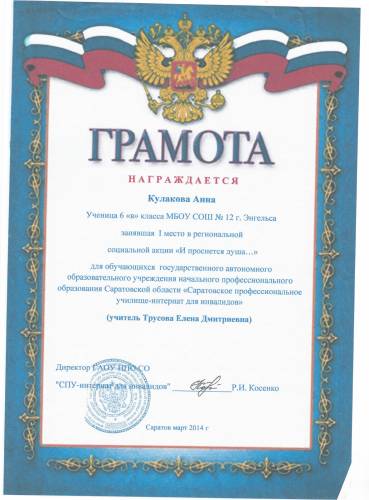 ГРАМОТА
НАГРАЖДАЕТСЯ
Кулакова Анна
Ученица 6 «в» класса МБОУ СОШ № 12 г. Энгельса
занявшая I место в региональной
социальной акции «И проснется душа…»
для обучающихся государственного автономного
образовательного учреждения начального профессионального
образования Саратовской области «Саратовское профессиональное
училище-интернат для инвалидов»
(учитель Трусова Елена Дмитриевна)
Директор ГАОУ НПО СО
"СПУ-интернат для инвалидов" Р.И. Косенко
Саратов март 2014 г